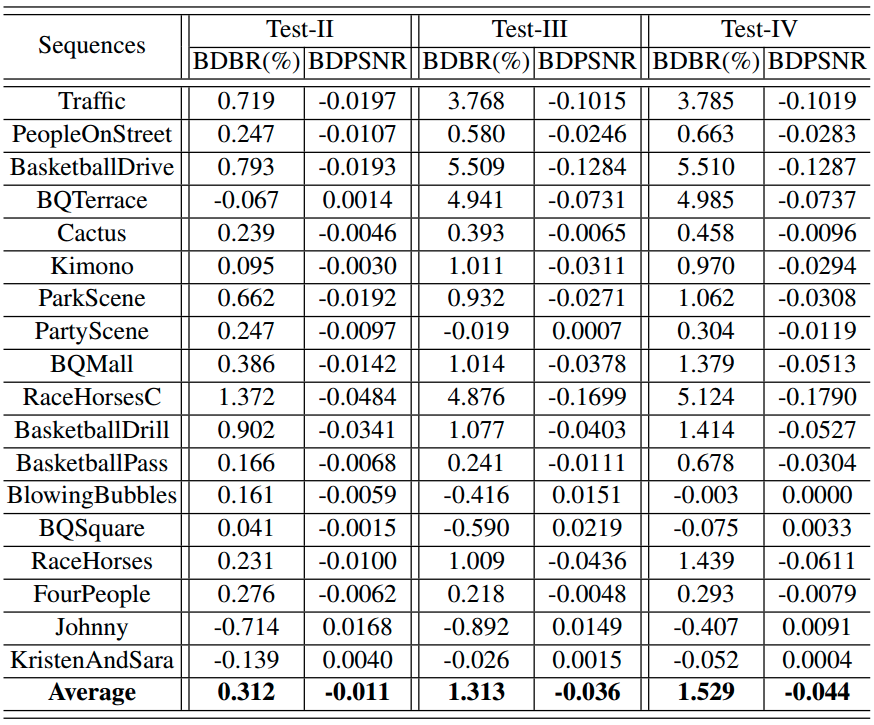 Sequences Test-II Test-III Test-IV
BDBR(%) BDPSNR BDBR(%) BDPSNR BDBR(%) BDPSNR
Traffic 0.719 -0.0197 3.768 -0.1015 3.785 -0.1019
PeopleOnStreet 0.247 -0.0107 0.580 -0.0246 0.663 -0.0283
BasketballDrive 0.793 -0.0193 5.509 -0.1284 5.510 -0.1287
BQTerrace -0.067 0.0014 4.941 -0.0731 4.985 -0.0737
Cactus 0.239 -0.0046 0.393 -0.0065 0.458 -0.0096
Kimono 0.095 -0.0030 1.011 -0.0311 0.970 -0.0294
ParkScene 0.662 -0.0192 0.932 -0.0271 1.062 -0.0308
PartyScene 0.247 -0.0097 -0.019 0.0007 0.304 -0.0119
BQMall 0.386 -0.0142 1.014 -0.0378 1.379 -0.0513
RaceHorsesC 1.372 -0.0484 4.876 -0.1699 5.124 -0.1790
BasketballDrill 0.902 -0.0341 1.077 -0.0403 1.414 -0.0527
BasketballPass 0.166 -0.0068 0.241 -0.0111 0.678 -0.0304
BlowingBubbles 0.161 -0.0059 -0.416 0.0151 -0.003 0.0000
BQSquare 0.041 -0.0015 -0.590 0.0219 -0.075 0.0033
RaceHorses 0.231 -0.0100 1.009 -0.0436 1.439 -0.0611
FourPeople 0.276 -0.0062 0.218 -0.0048 0.293 -0.0079
Johnny -0.714 0.0168 -0.892 0.0149 -0.407 0.0091
KristenAndSara -0.139 0.0040 -0.026 0.0015 -0.052 0.0004
Average 0.312 -0.011 1.313 -0.036 1.529 -0.044